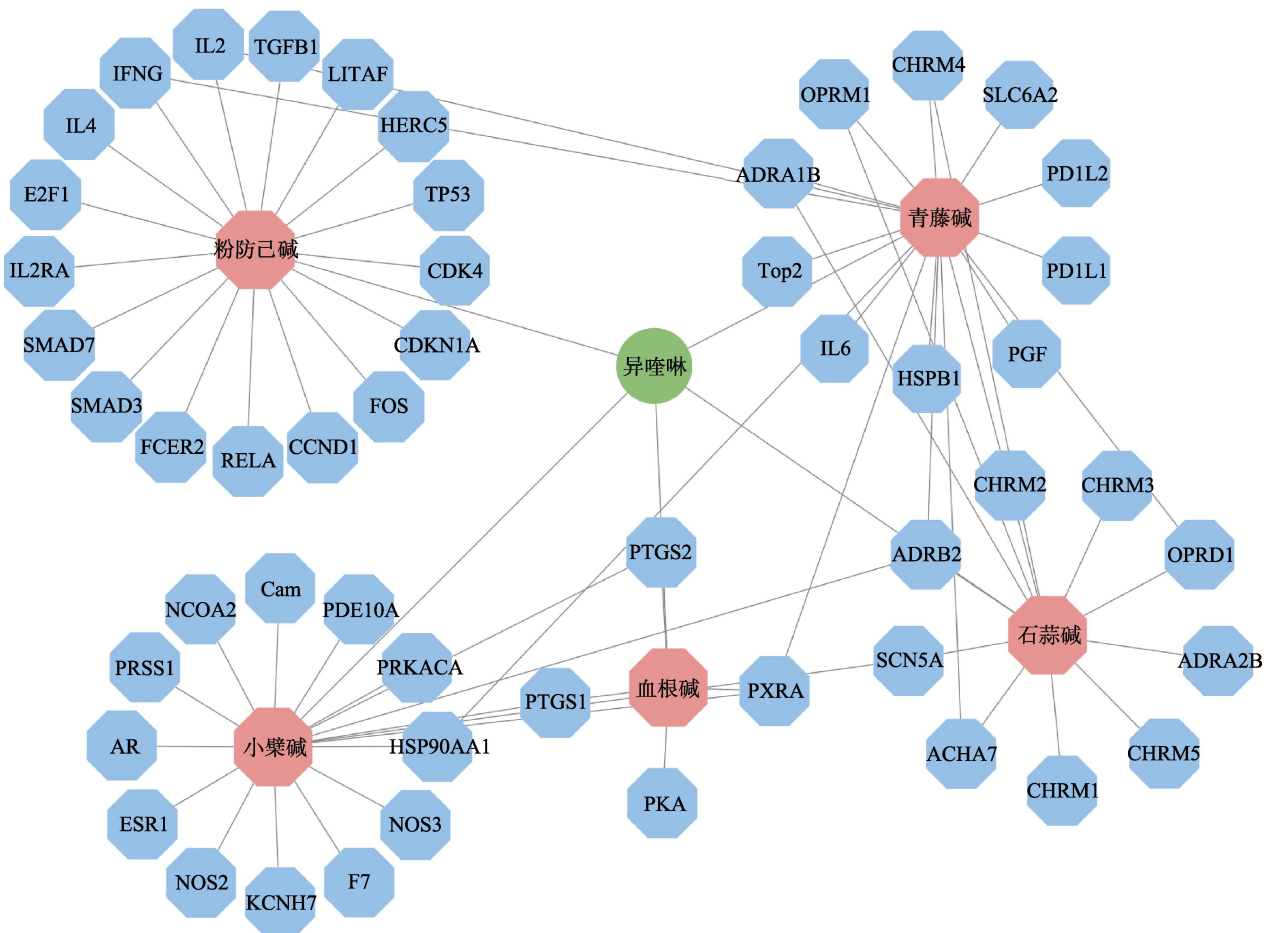 IL2
TGFB1
IFNG
LITAF
IL4
HERC5
E2F1
TP53
粉防己碱
IL2RA
CDK4
SMAD7
CDKN1A
SMAD3
FOS
FCER2
RELA
CCND1
CHRM4
OPRM1
SLC6A2
ADRA1B
PD1L2
青藤碱
Top2
PD1L1
IL6
PGF
HSPB1
异喹啉
CHRM2
CHRM3
PTGS2
ADRB2
OPRD1
石蒜碱
SCN5A
ADRA2B
ACHA7
CHRM5
CHRM1
Cam
NCOA2
PDE10A
PRSS1
PRKACA
PTGS1
血根碱
PXRA
AR
小檗碱
HSP90AA1
PKA
ESR1
NOS3
NOS2
F7
KCNH7